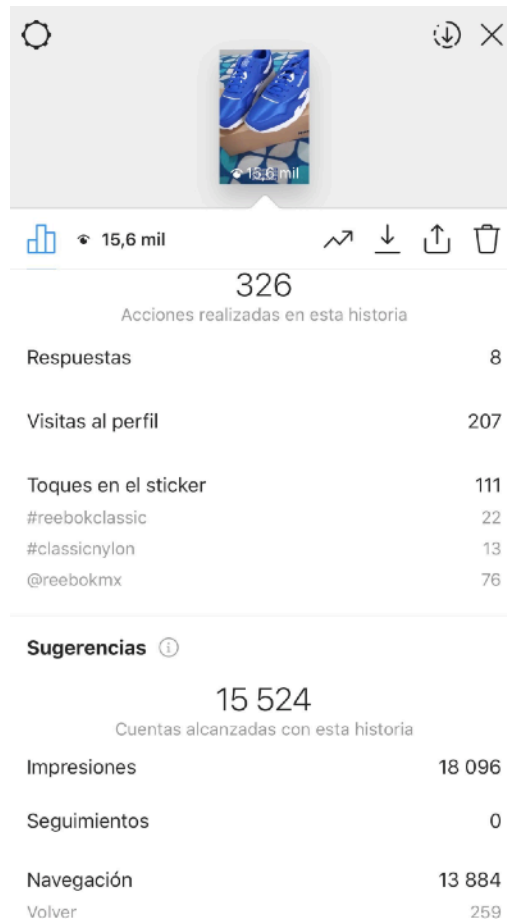 15,6 mil
15,6 mil
326
Acciones realizadas en esta historia
Respuestas 8
Visitas al perfil 207
Toques en el sticker 111
#reebokclassic 22
#classicnylon 13
@reebokmx 76
Sugerencias
15 524
Cuentas alcanzadas con esta historia
Impresiones 18 096
Seguimientos 0
Navegación 13 884
Volver 259